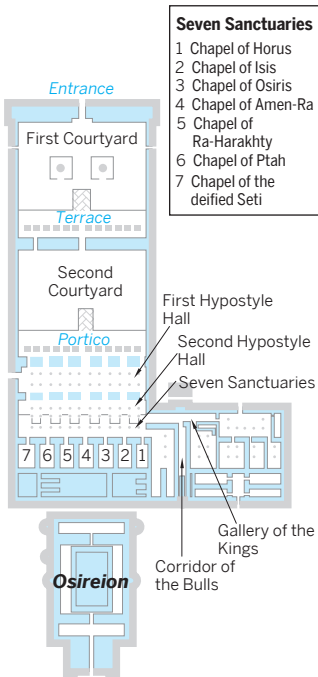 Seven Sanctuaries
1 Chapel of Horus
2 Chapel of Isis
3 Chapel of Osiris
4 Chapel of Amen-Ra
5 Chapel of
Ra-Harakhty
6 Chapel of Ptah
7 Chapel of the
deified Seti
Entrance
First Courtyard
Terrace
Second
Courtyard
Portico
First Hypostyle
Hall
Second Hypostyle
Hall
Seven Sanctuaries
7 6 5 4 3 2 1
Gallery of the
Kings
Corridor of
the Bulls
Osireion